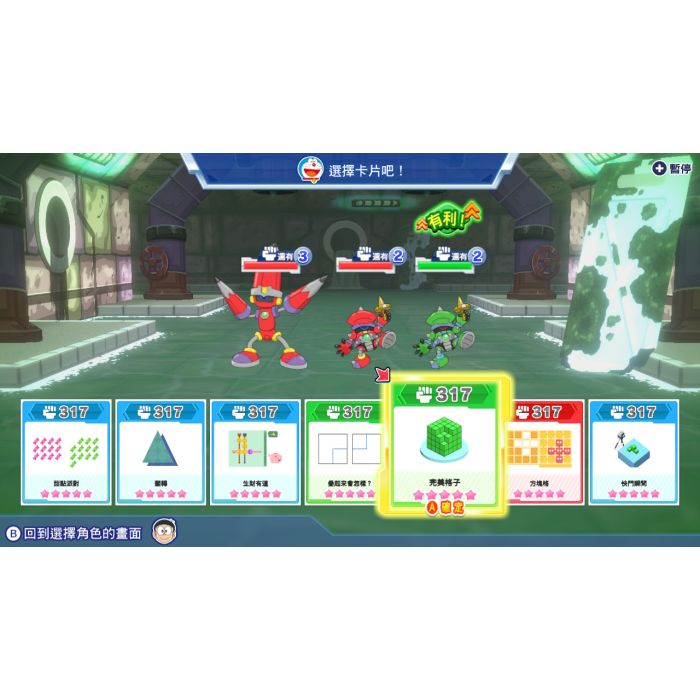 選擇卡片吧！
暫停
有利！
還有3
還有2
還有2
317
甜點派對
317
翻轉
317
生財有道
317
疊起來會怎樣？
317
完美格子
A 確定
317
方塊格
317
快門瞬間
B 回到選擇角色的畫面